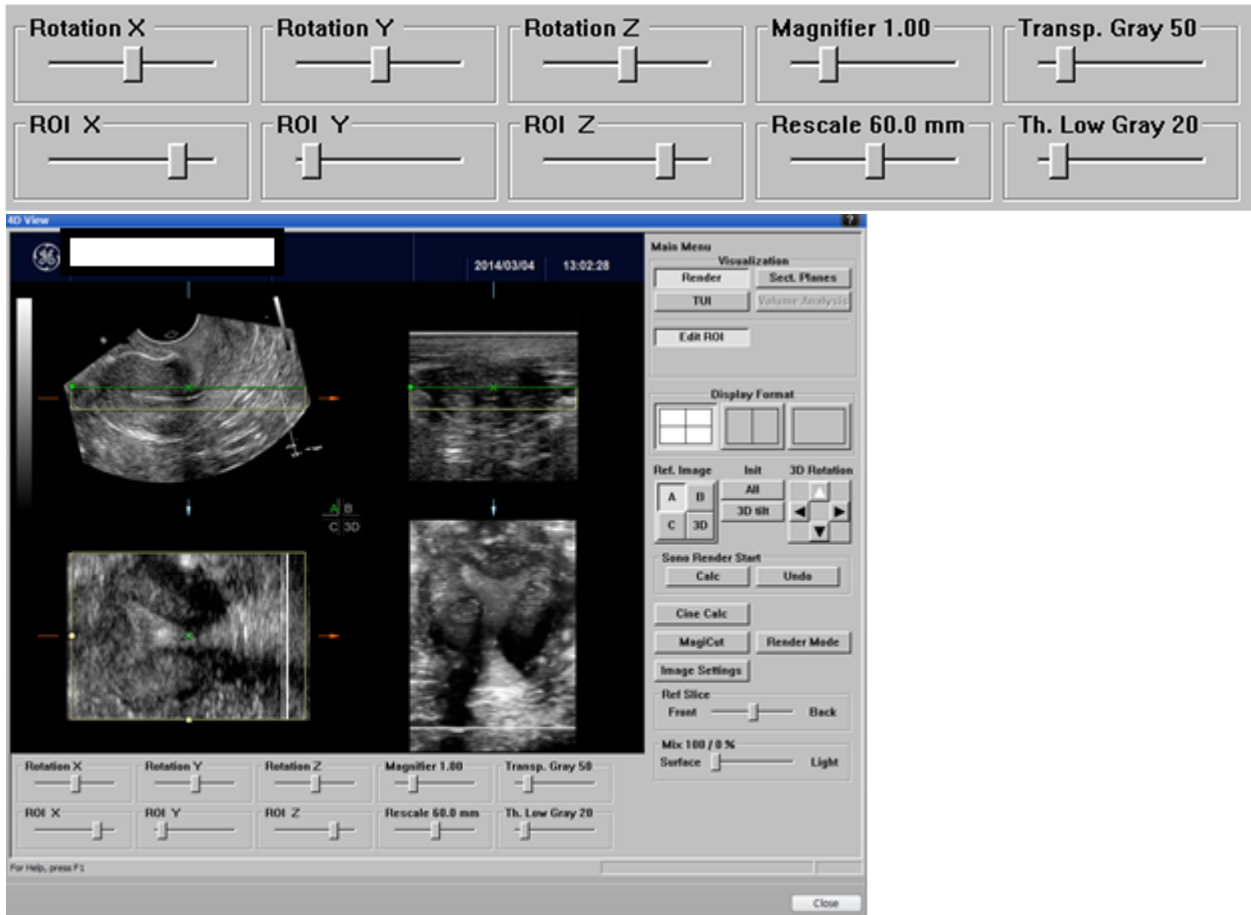 Rotation X Rotation Y Rotation Z Magnifier 1.00 Transp. Gray 50
ROI X ROI Y ROI Z Rescale 60.0 mm Th. Low Gray 20
4D View ?
2014/03/04 13:02:28
Main Menu
Visualization
Render Sect. Planes
TUI Volume Analysis
Edit ROI
Display Format
Ref. Image Init 3D Rotation
A B All
3D tilt
C 3D
A B
C 3D
Sono Render Start
Calc Undo
Cine Calc
MagiCut Render Mode
Image Settings
Ref Slice
Front Back
Mix 100 / 0 %
Surface Light
Rotation X Rotation Y Rotation Z Magnifier 1.00 Transp. Gray 50
ROI X ROI Y ROI Z Rescale 60.0 mm Th. Low Gray 20
For Help, press F1
Close